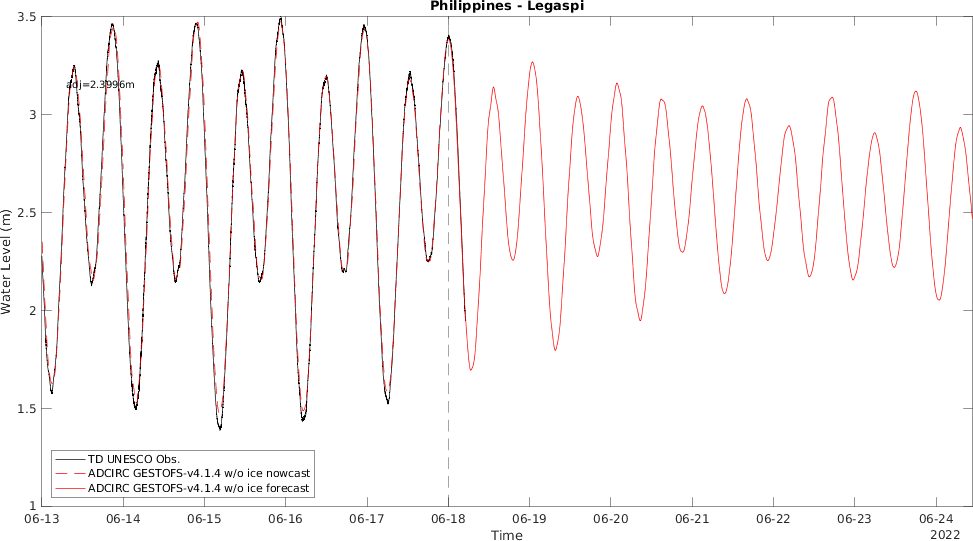 Philippines - Legaspi
3.5
3
2.5
2
1.5
1
Water Level (m)
adj=2.3996m
TD UNESCO Obs.
ADCIRC GESTOFS-v4.1.4 w/o ice nowcast
ADCIRC GESTOFS-v4.1.4 w/o ice forecast
06-13 06-14 06-15 06-16 06-17 06-18 06-19 06-20 06-21 06-22 06-23 06-24
Time
2022